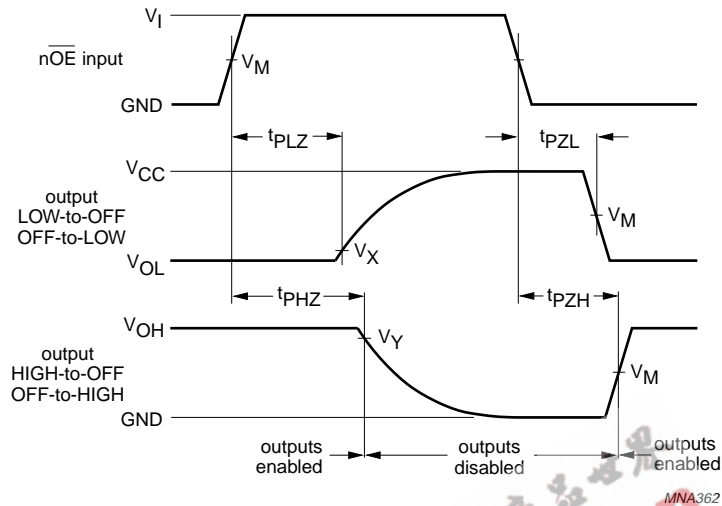 V_I
nOE input
V_M
GND
t_PLZ
t_PZL
V_CC
output
LOW-to-OFF
OFF-to-LOW
V_M
V_X
V_OL
t_PHZ
t_PZH
V_OH
V_Y
output
HIGH-to-OFF
OFF-to-HIGH
V_M
GND
outputs
enabled
outputs
disabled
outputs
enabled
MNA362